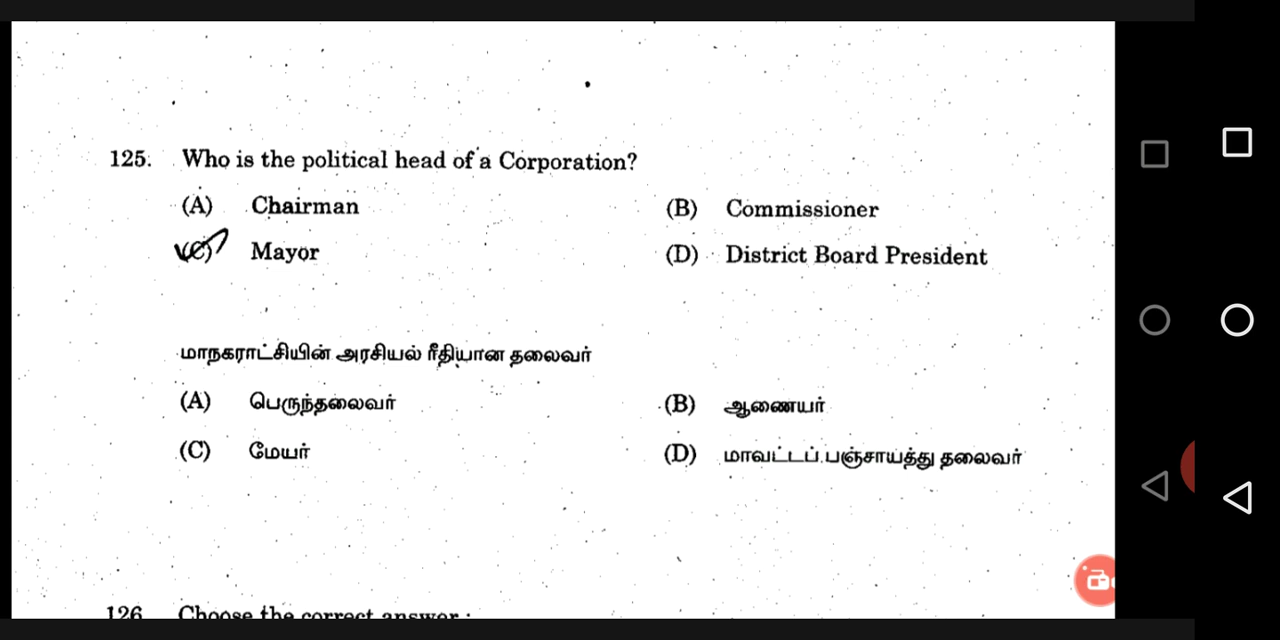 125. Who is the political head of a Corporation?
(A) Chairman (B) Commissioner
(C) Mayor (D) District Board President
மாநகராட்சியின் அரசியல் ரீதியான தலைவர்
(A) பெருந்தலைவர் (B) ஆணையர்
(C) மேயர் (D) மாவட்டப் பஞ்சாயத்து தலைவர்
126 Choose the correct answer :